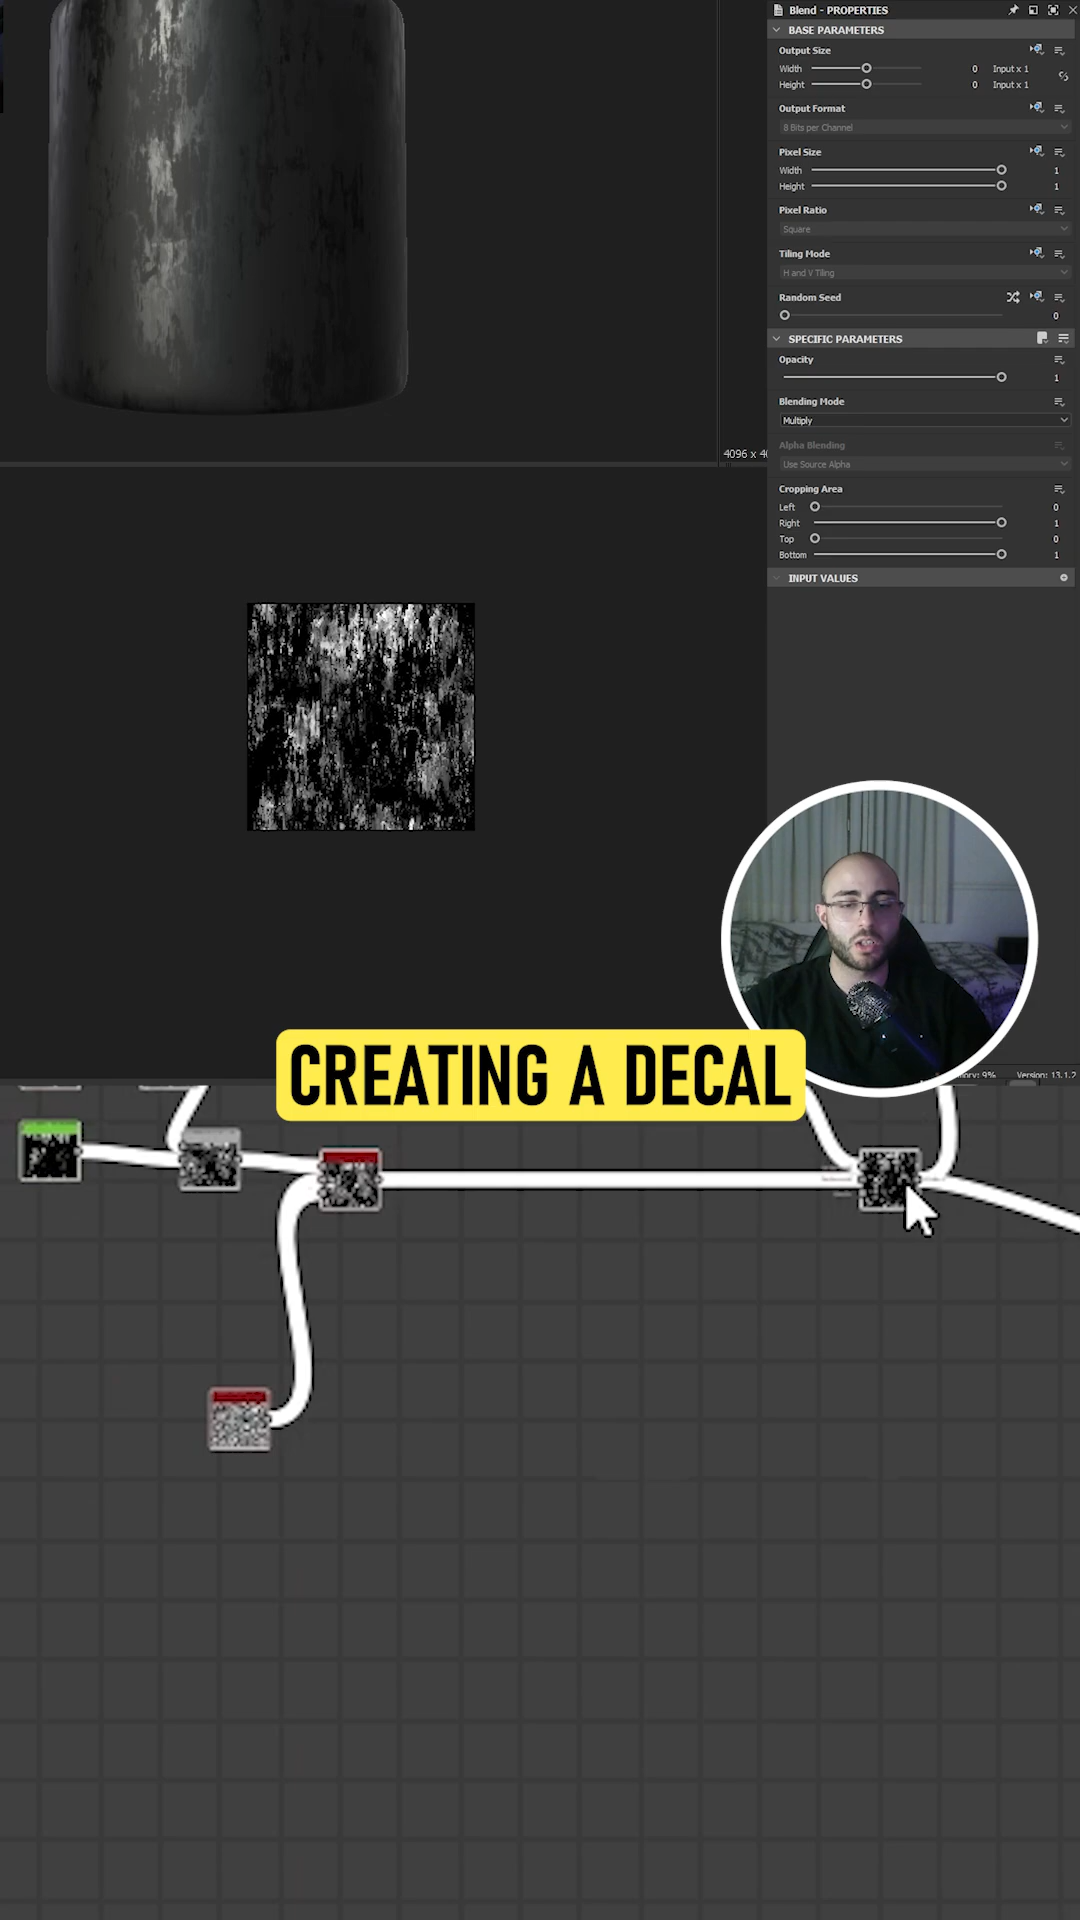 Blend - PROPERTIES
BASE PARAMETERS
Output Size
Width 0 Input x 1
Height 0 Input x 1
Output Format
8 Bits per Channel
Pixel Size
Width 1
Height 1
Pixel Ratio
Square
Tiling Mode
H and V Tiling
Random Seed
0
SPECIFIC PARAMETERS
Opacity
1
Blending Mode
Multiply
Alpha Blending
4096 x 4
Use Source Alpha
Cropping Area
Left 0
Right 1
Top 0
Bottom 1
INPUT VALUES
CREATING A DECAL
9% Version: 13.1.2